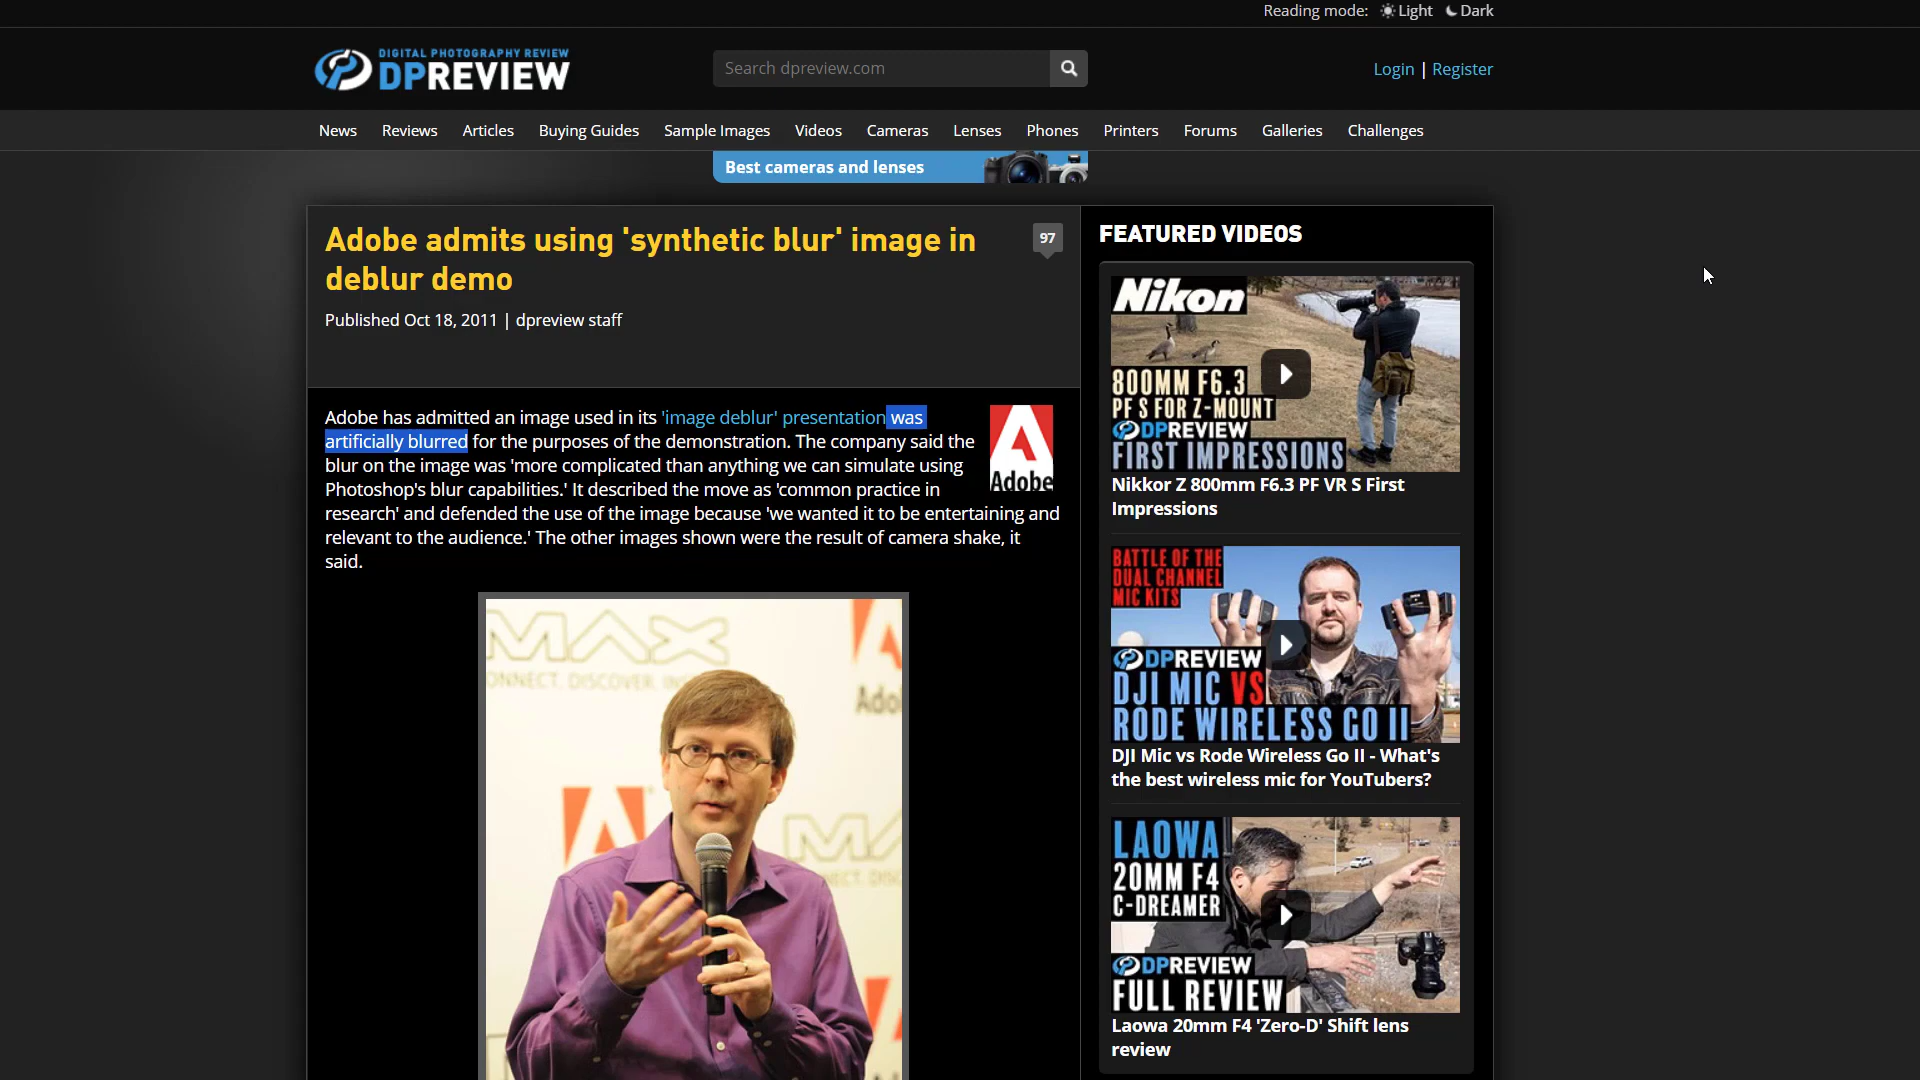 Reading mode: Light Dark
DIGITAL PHOTOGRAPHY REVIEW
DPREVIEW
Search dpreview.com
Login | Register
News Reviews Articles Buying Guides Sample Images Videos Cameras Lenses Phones Printers Forums Galleries Challenges
Best cameras and lenses
Adobe admits using 'synthetic blur' image in
deblur demo
97
Published Oct 18, 2011 | dpreview staff
Adobe has admitted an image used in its 'image deblur' presentation was
artificially blurred for the purposes of the demonstration. The company said the
blur on the image was 'more complicated than anything we can simulate using
Photoshop's blur capabilities.' It described the move as 'common practice in
research' and defended the use of the image because 'we wanted it to be entertaining and
relevant to the audience.' The other images shown were the result of camera shake, it
said.
Adobe
MAX
CONNECT. DISCOVER
Ado
MA
FEATURED VIDEOS
Nikon
800MM F6.3
PF S FOR Z-MOUNT
DPREVIEW
FIRST IMPRESSIONS
Nikkor Z 800mm F6.3 PF VR S First
Impressions
BATTLE OF THE
DUAL CHANNEL
MIC KITS
DPREVIEW
DJI MIC VS
RODE WIRELESS GO II
DJI Mic vs Rode Wireless Go II - What's
the best wireless mic for YouTubers?
LAOWA
20MM F4
C-DREAMER
DPREVIEW
FULL REVIEW
Laowa 20mm F4 'Zero-D' Shift lens
review